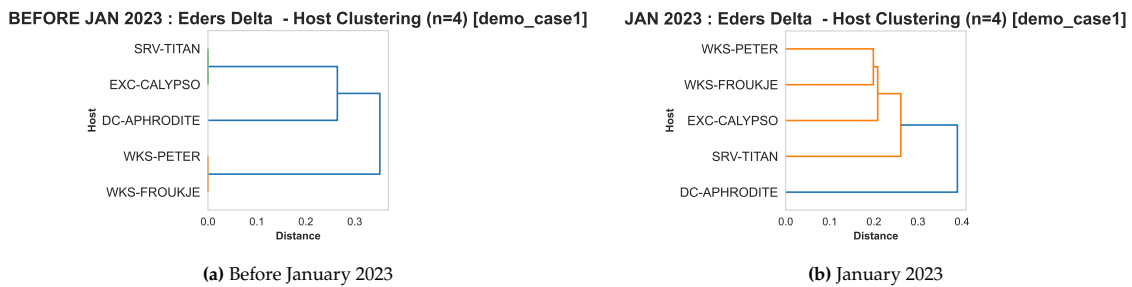 BEFORE JAN 2023 : Eders Delta - Host Clustering (n=4) [demo_case1]
SRV-TITAN
EXC-CALYPSO
DC-APHRODITE
WKS-PETER
WKS-FROUKJE
Host
0.0 0.1 0.2 0.3
Distance
(a) Before January 2023
JAN 2023 : Eders Delta - Host Clustering (n=4) [demo_case1]
WKS-PETER
WKS-FROUKJE
EXC-CALYPSO
SRV-TITAN
DC-APHRODITE
Host
0.0 0.1 0.2 0.3 0.4
Distance
(b) January 2023